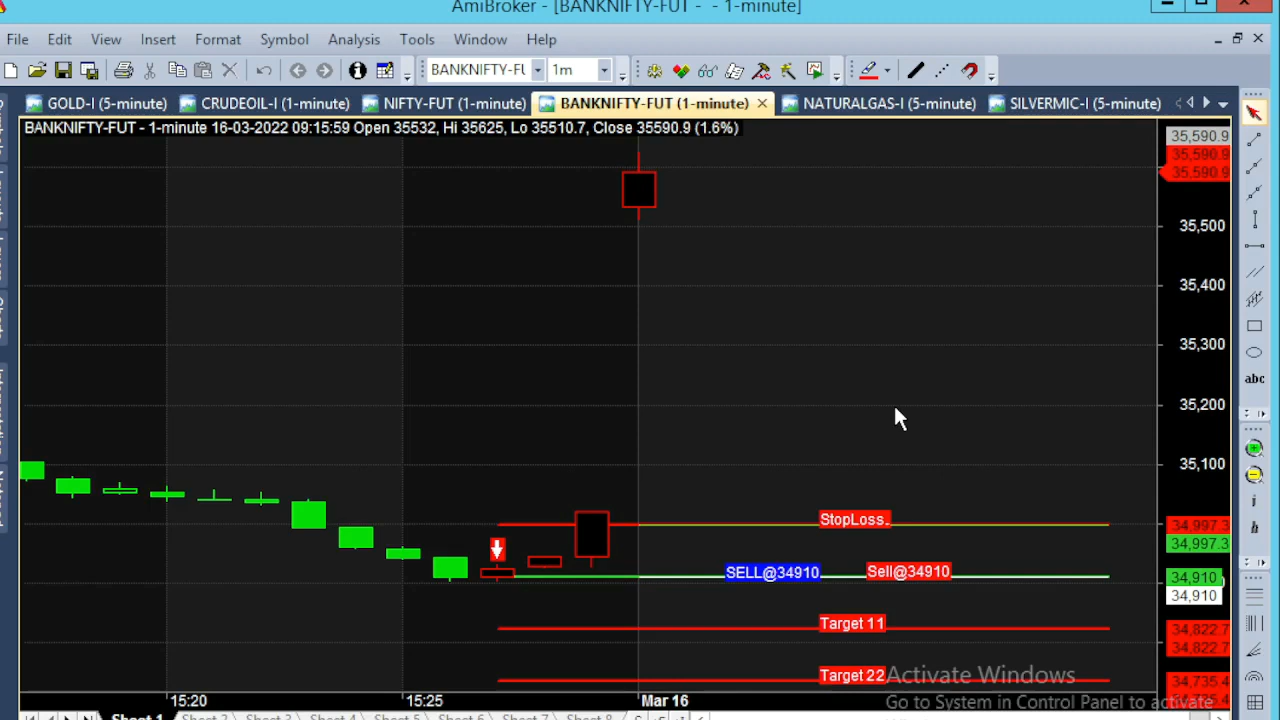 AmiBroker - [BANKNIFTY-FUT - - 1-minute]
File Edit View Insert Format Symbol Analysis Tools Window Help
BANKNIFTY-FU 1m
GOLD-I (5-minute) CRUDEOIL-I (1-minute) NIFTY-FUT (1-minute) BANKNIFTY-FUT (1-minute) NATURALGAS-I (5-minute) SILVERMIC-I (5-minute)
BANKNIFTY-FUT - 1-minute 16-03-2022 09:15:59 Open 35532, Hi 35625, Lo 35510.7, Close 35590.9 (1.6%)
35,590.9
35,590.9
35,590.9
35,500
35,400
35,300
35,200
abc
35,100
StopLoss.
34,997.3
34,997.3
SELL@34910 Sell@34910
34,910
34,910
Target 11
34,822.7
34,822.7
Target 22
34,735.4
34,735.4
Activate Windows
Go to System in Control Panel to activate
15:20 15:25 Mar 16
Sheet 1 Sheet 2 Sheet 3 Sheet 4 Sheet 5 Sheet 6 Sheet 7 Sheet 8